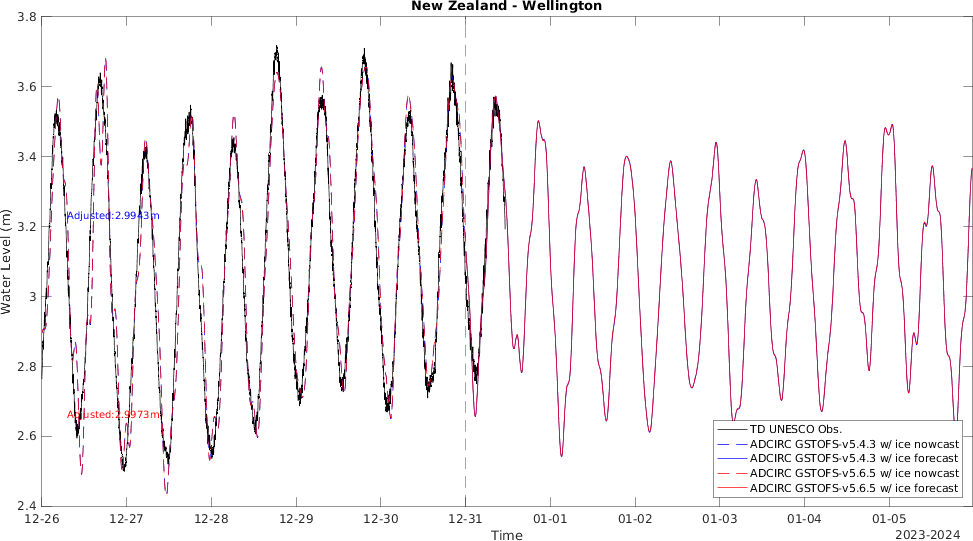 New Zealand - Wellington
3.8
3.6
3.4
3.2
3
2.8
2.6
2.4
Water Level (m)
Adjusted:2.9943m
Adjusted:2.9973m
TD UNESCO Obs.
ADCIRC GSTOFS-v5.4.3 w/ ice nowcast
ADCIRC GSTOFS-v5.4.3 w/ ice forecast
ADCIRC GSTOFS-v5.6.5 w/ ice nowcast
ADCIRC GSTOFS-v5.6.5 w/ ice forecast
12-26 12-27 12-28 12-29 12-30 12-31 01-01 01-02 01-03 01-04 01-05
Time
2023-2024